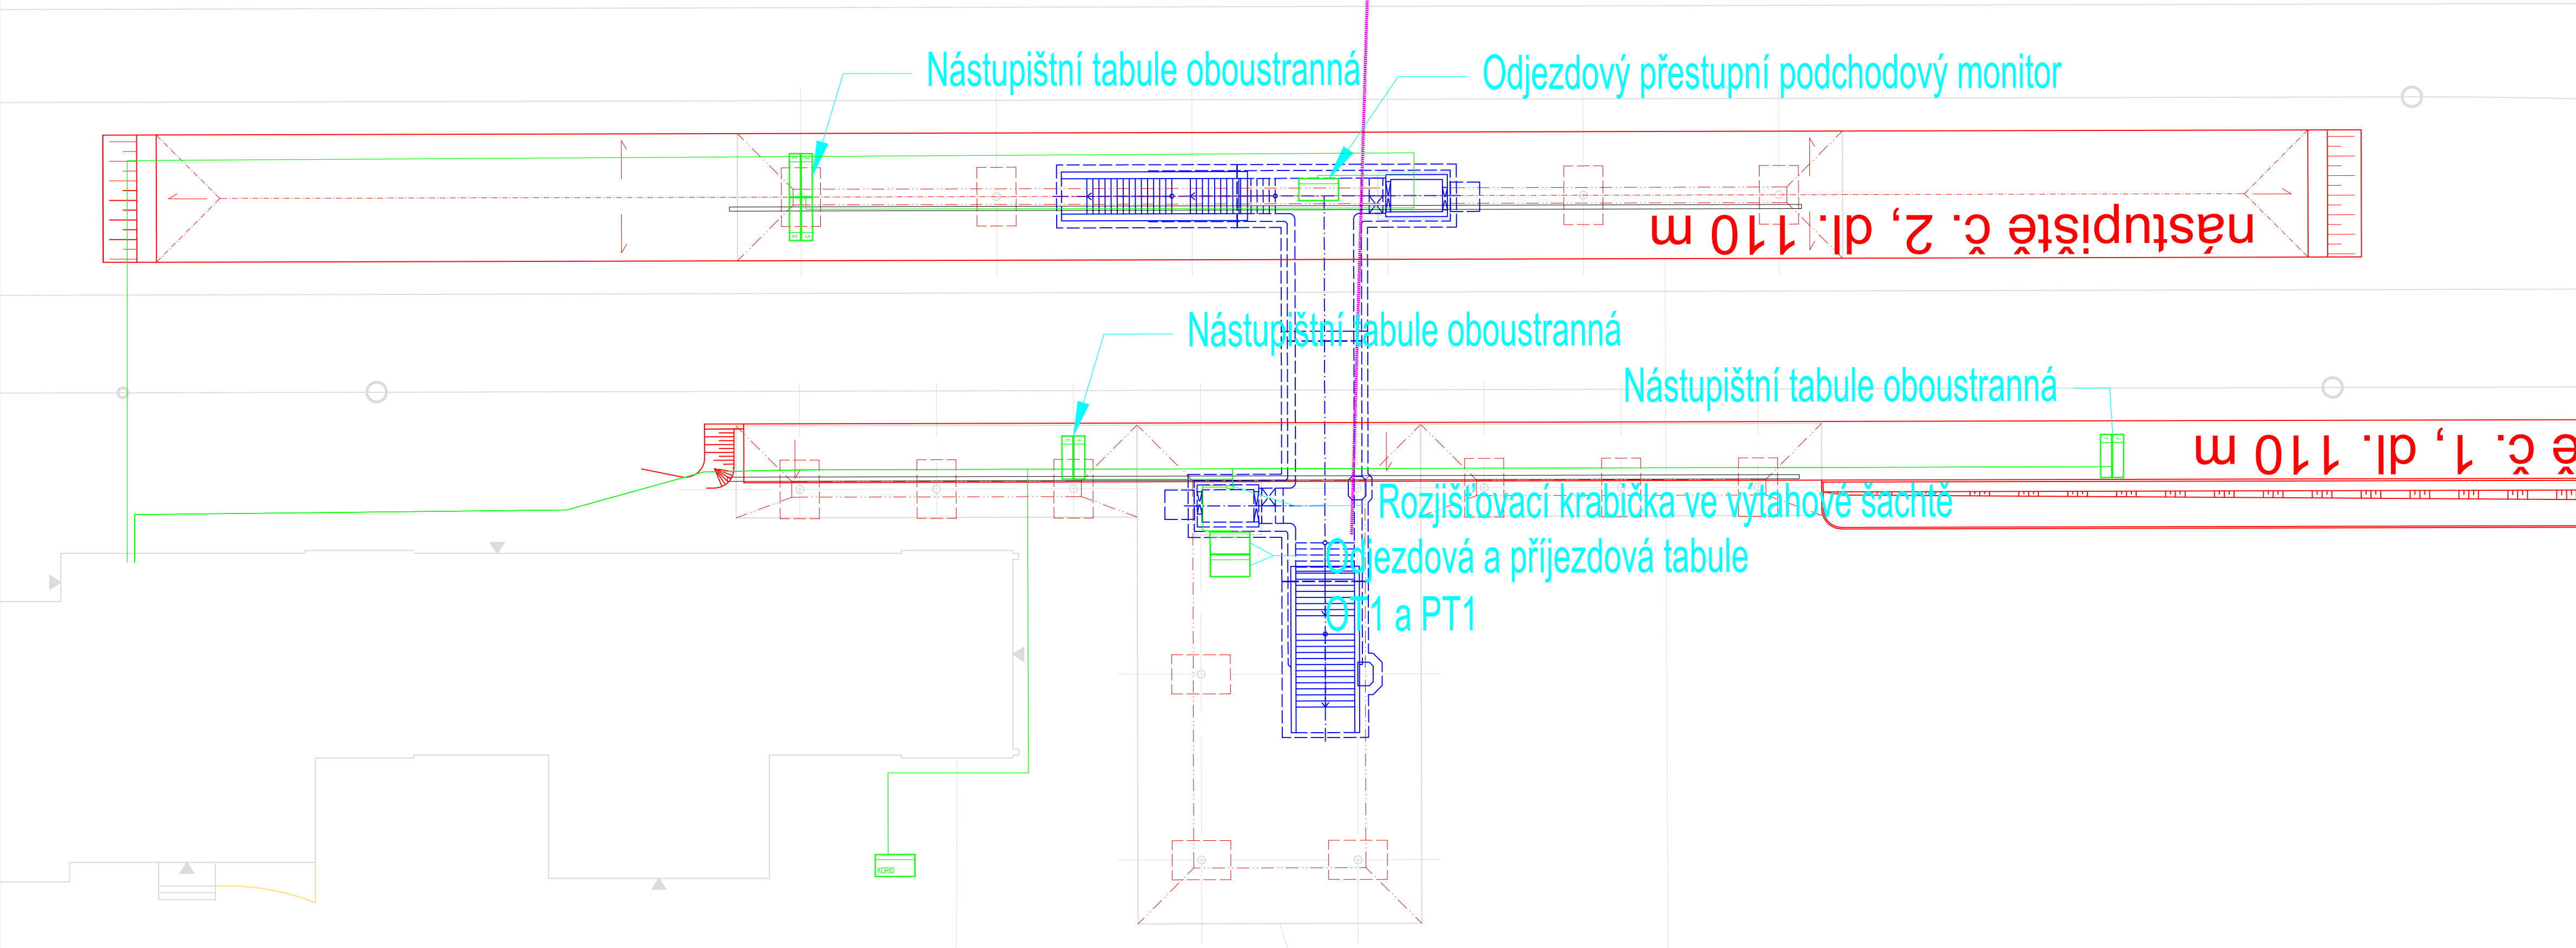 Nástupištní tabule oboustranná
Odjezdový přestupní podchodový monitor
nástupiště č. 2, dl. 110 m
Nástupištní tabule oboustranná
Nástupištní tabule oboustranná
ě č. 1, dl. 110 m
Rozjišťovací krabička ve výtahové šachtě
Odjezdová a příjezdová tabule
OT1 a PT1
KORID